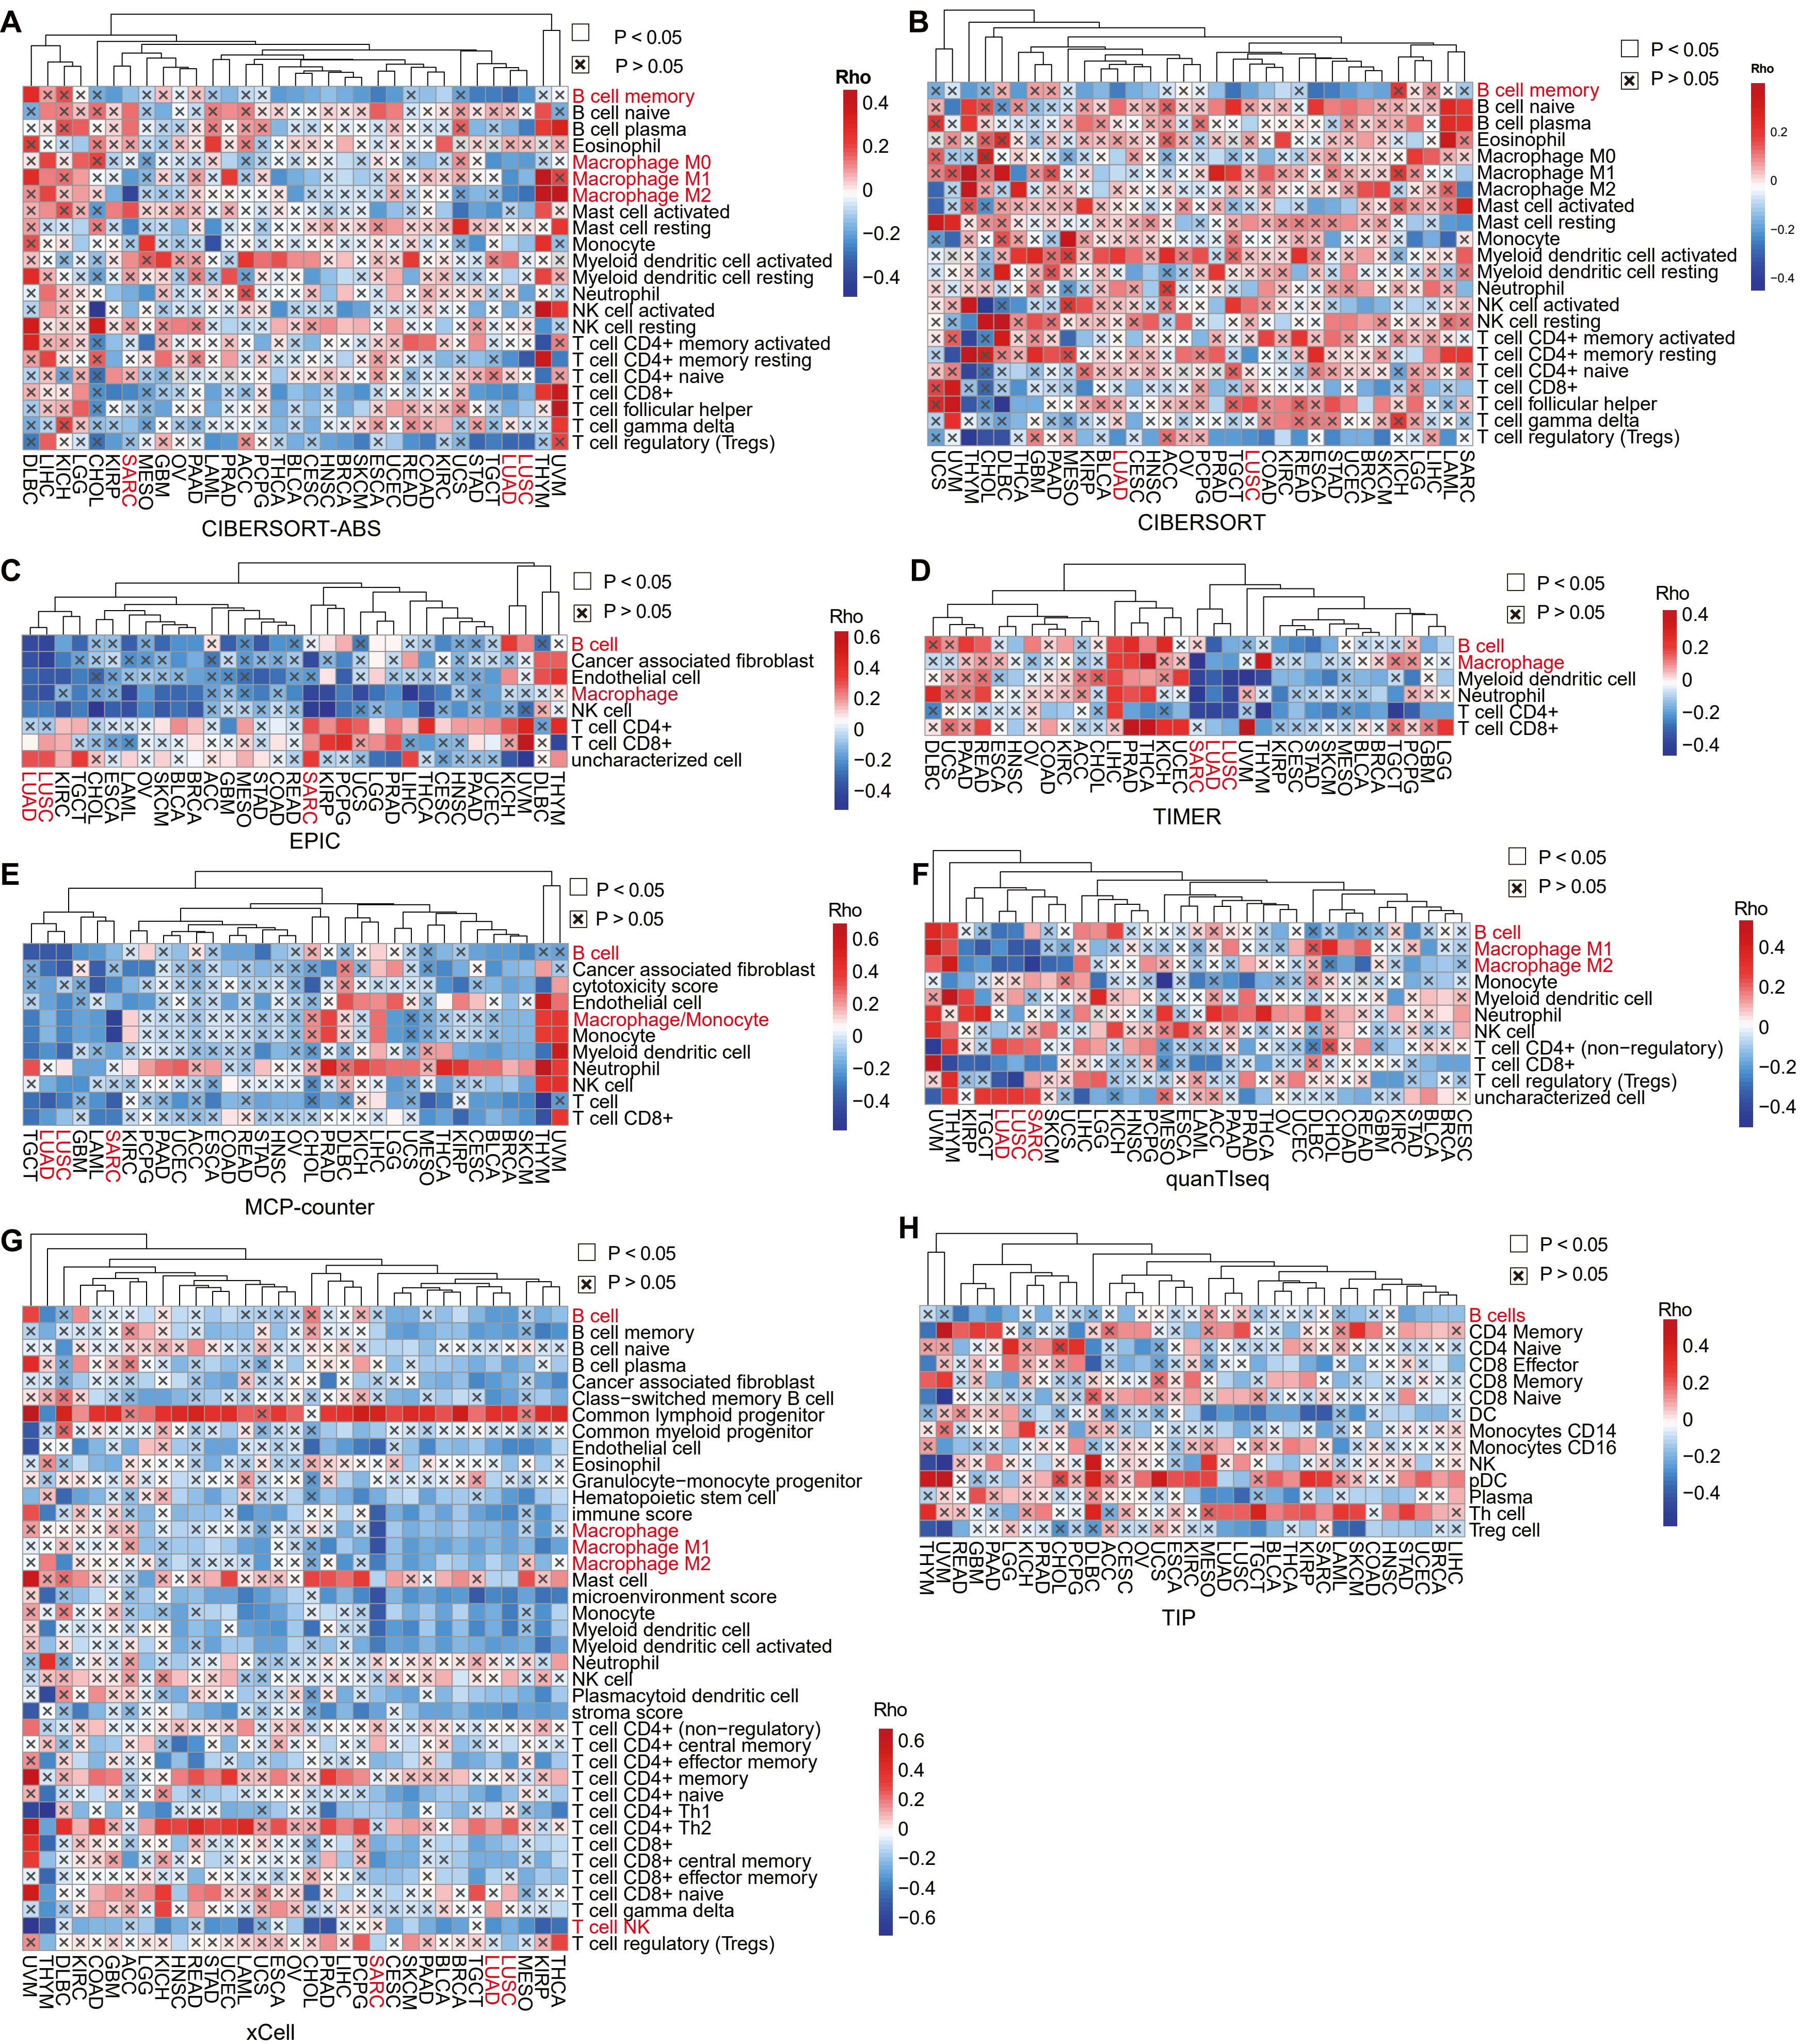 A
P < 0.05
P > 0.05
Rho
0.4
0.2
0
−0.2
−0.4
B cell memory
B cell naive
B cell plasma
Eosinophil
Macrophage M0
Macrophage M1
Macrophage M2
Mast cell activated
Mast cell resting
Monocyte
Myeloid dendritic cell activated
Myeloid dendritic cell resting
Neutrophil
NK cell activated
NK cell resting
T cell CD4+ memory activated
T cell CD4+ memory resting
T cell CD4+ naive
T cell CD8+
T cell follicular helper
T cell gamma delta
T cell regulatory (Tregs)
DLBC LIHC KICH LGG CHOL KIRP SARC MESO GBM OV PAAD LAML PRAD ACC PCPG THCA BLCA CESC HNSC BRCA SKCM ESCA UCEC READ COAD KIRC UCS STAD TGCT LUAD LUSC THYM UVM
CIBERSORT-ABS
B
P < 0.05
P > 0.05
Rho
0.2
0
−0.2
−0.4
B cell memory
B cell naive
B cell plasma
Eosinophil
Macrophage M0
Macrophage M1
Macrophage M2
Mast cell activated
Mast cell resting
Monocyte
Myeloid dendritic cell activated
Myeloid dendritic cell resting
Neutrophil
NK cell activated
NK cell resting
T cell CD4+ memory activated
T cell CD4+ memory resting
T cell CD4+ naive
T cell CD8+
T cell follicular helper
T cell gamma delta
T cell regulatory (Tregs)
UCS UVM THYM CHOL DLBC THCA GBM PAAD MESO KIRP BLCA LUAD CESC HNSC ACC OV PCPG PRAD TGCT LUSC COAD KIRC READ ESCA STAD UCEC BRCA SKCM KICH LGG LIHC LAML SARC
CIBERSORT
C
P < 0.05
P > 0.05
Rho
0.6
0.4
0.2
0
−0.2
−0.4
B cell
Cancer associated fibroblast
Endothelial cell
Macrophage
NK cell
T cell CD4+
T cell CD8+
uncharacterized cell
LUAD LUSC KIRC TGCT CHOL ESCA LAML OV SKCM BLCA BRCA ACC GBM MESO STAD COAD READ SARC KIRP PCPG UCS LGG PRAD LIHC THCA CESC HNSC PAAD UCEC KICH UVM DLBC THYM
EPIC
D
P < 0.05
P > 0.05
Rho
0.4
0.2
0
−0.2
−0.4
B cell
Macrophage
Myeloid dendritic cell
Neutrophil
T cell CD4+
T cell CD8+
DLBC UCS PAAD READ ESCA HNSC OV COAD KIRC ACC CHOL LIHC PRAD THCA KICH UCEC SARC LUAD LUSC UVM THYM KIRP CESC STAD SKCM MESO BLCA BRCA TGCT PCPG GBM LGG
TIMER
E
P < 0.05
P > 0.05
Rho
0.6
0.4
0.2
0
−0.2
−0.4
B cell
Cancer associated fibroblast
cytotoxicity score
Endothelial cell
Macrophage/Monocyte
Monocyte
Myeloid dendritic cell
Neutrophil
NK cell
T cell
T cell CD8+
TGCT LUAD LUSC GBM LAML SARC KIRC PCPG PAAD UCEC ACC ESCA COAD READ STAD HNSC OV CHOL PRAD DLBC KICH LIHC LGG UCS MESO THCA KIRP CESC BLCA BRCA SKCM THYM UVM
MCP-counter
F
P < 0.05
P > 0.05
Rho
0.4
0.2
0
−0.2
−0.4
B cell
Macrophage M1
Macrophage M2
Monocyte
Myeloid dendritic cell
Neutrophil
NK cell
T cell CD4+ (non−regulatory)
T cell CD8+
T cell regulatory (Tregs)
uncharacterized cell
UVM THYM KIRP TGCT LUAD LUSC SARC SKCM UCS LIHC LGG KICH HNSC PCPG MESO ESCA LAML ACC PAAD PRAD THCA OV UCEC DLBC CHOL COAD READ GBM KIRC STAD BLCA BRCA CESC
quanTIseq
G
P < 0.05
P > 0.05
B cell
B cell memory
B cell naive
B cell plasma
Cancer associated fibroblast
Class−switched memory B cell
Common lymphoid progenitor
Common myeloid progenitor
Endothelial cell
Eosinophil
Granulocyte−monocyte progenitor
Hematopoietic stem cell
immune score
Macrophage
Macrophage M1
Macrophage M2
Mast cell
microenvironment score
Monocyte
Myeloid dendritic cell
Myeloid dendritic cell activated
Neutrophil
NK cell
Plasmacytoid dendritic cell
stroma score
T cell CD4+ (non−regulatory)
T cell CD4+ central memory
T cell CD4+ effector memory
T cell CD4+ memory
T cell CD4+ naive
T cell CD4+ Th1
T cell CD4+ Th2
T cell CD8+
T cell CD8+ central memory
T cell CD8+ effector memory
T cell CD8+ naive
T cell gamma delta
T cell NK
T cell regulatory (Tregs)
Rho
0.6
0.4
0.2
0
−0.2
−0.4
−0.6
UVM THYM DLBC KIRC COAD GBM ACC LGG KICH HNSC READ STAD UCEC LAML UCS ESCA OV CHOL PRAD LIHC PCPG SARC CESC SKCM PAAD BLCA BRCA TGCT LUAD LUSC MESO KIRP THCA
xCell
H
P < 0.05
P > 0.05
Rho
0.4
0.2
0
−0.2
−0.4
B cells
CD4 Memory
CD4 Naive
CD8 Effector
CD8 Memory
CD8 Naive
DC
Monocytes CD14
Monocytes CD16
NK
pDC
Plasma
Th cell
Treg cell
THYM UVM READ GBM PAAD LGG KICH PRAD CHOL PCPG DLBC ACC CESC OV UCS ESCA KIRC MESO LUAD LUSC TGCT BLCA THCA KIRP SARC LAML SKCM COAD HNSC STAD UCEC BRCA LIHC
TIP